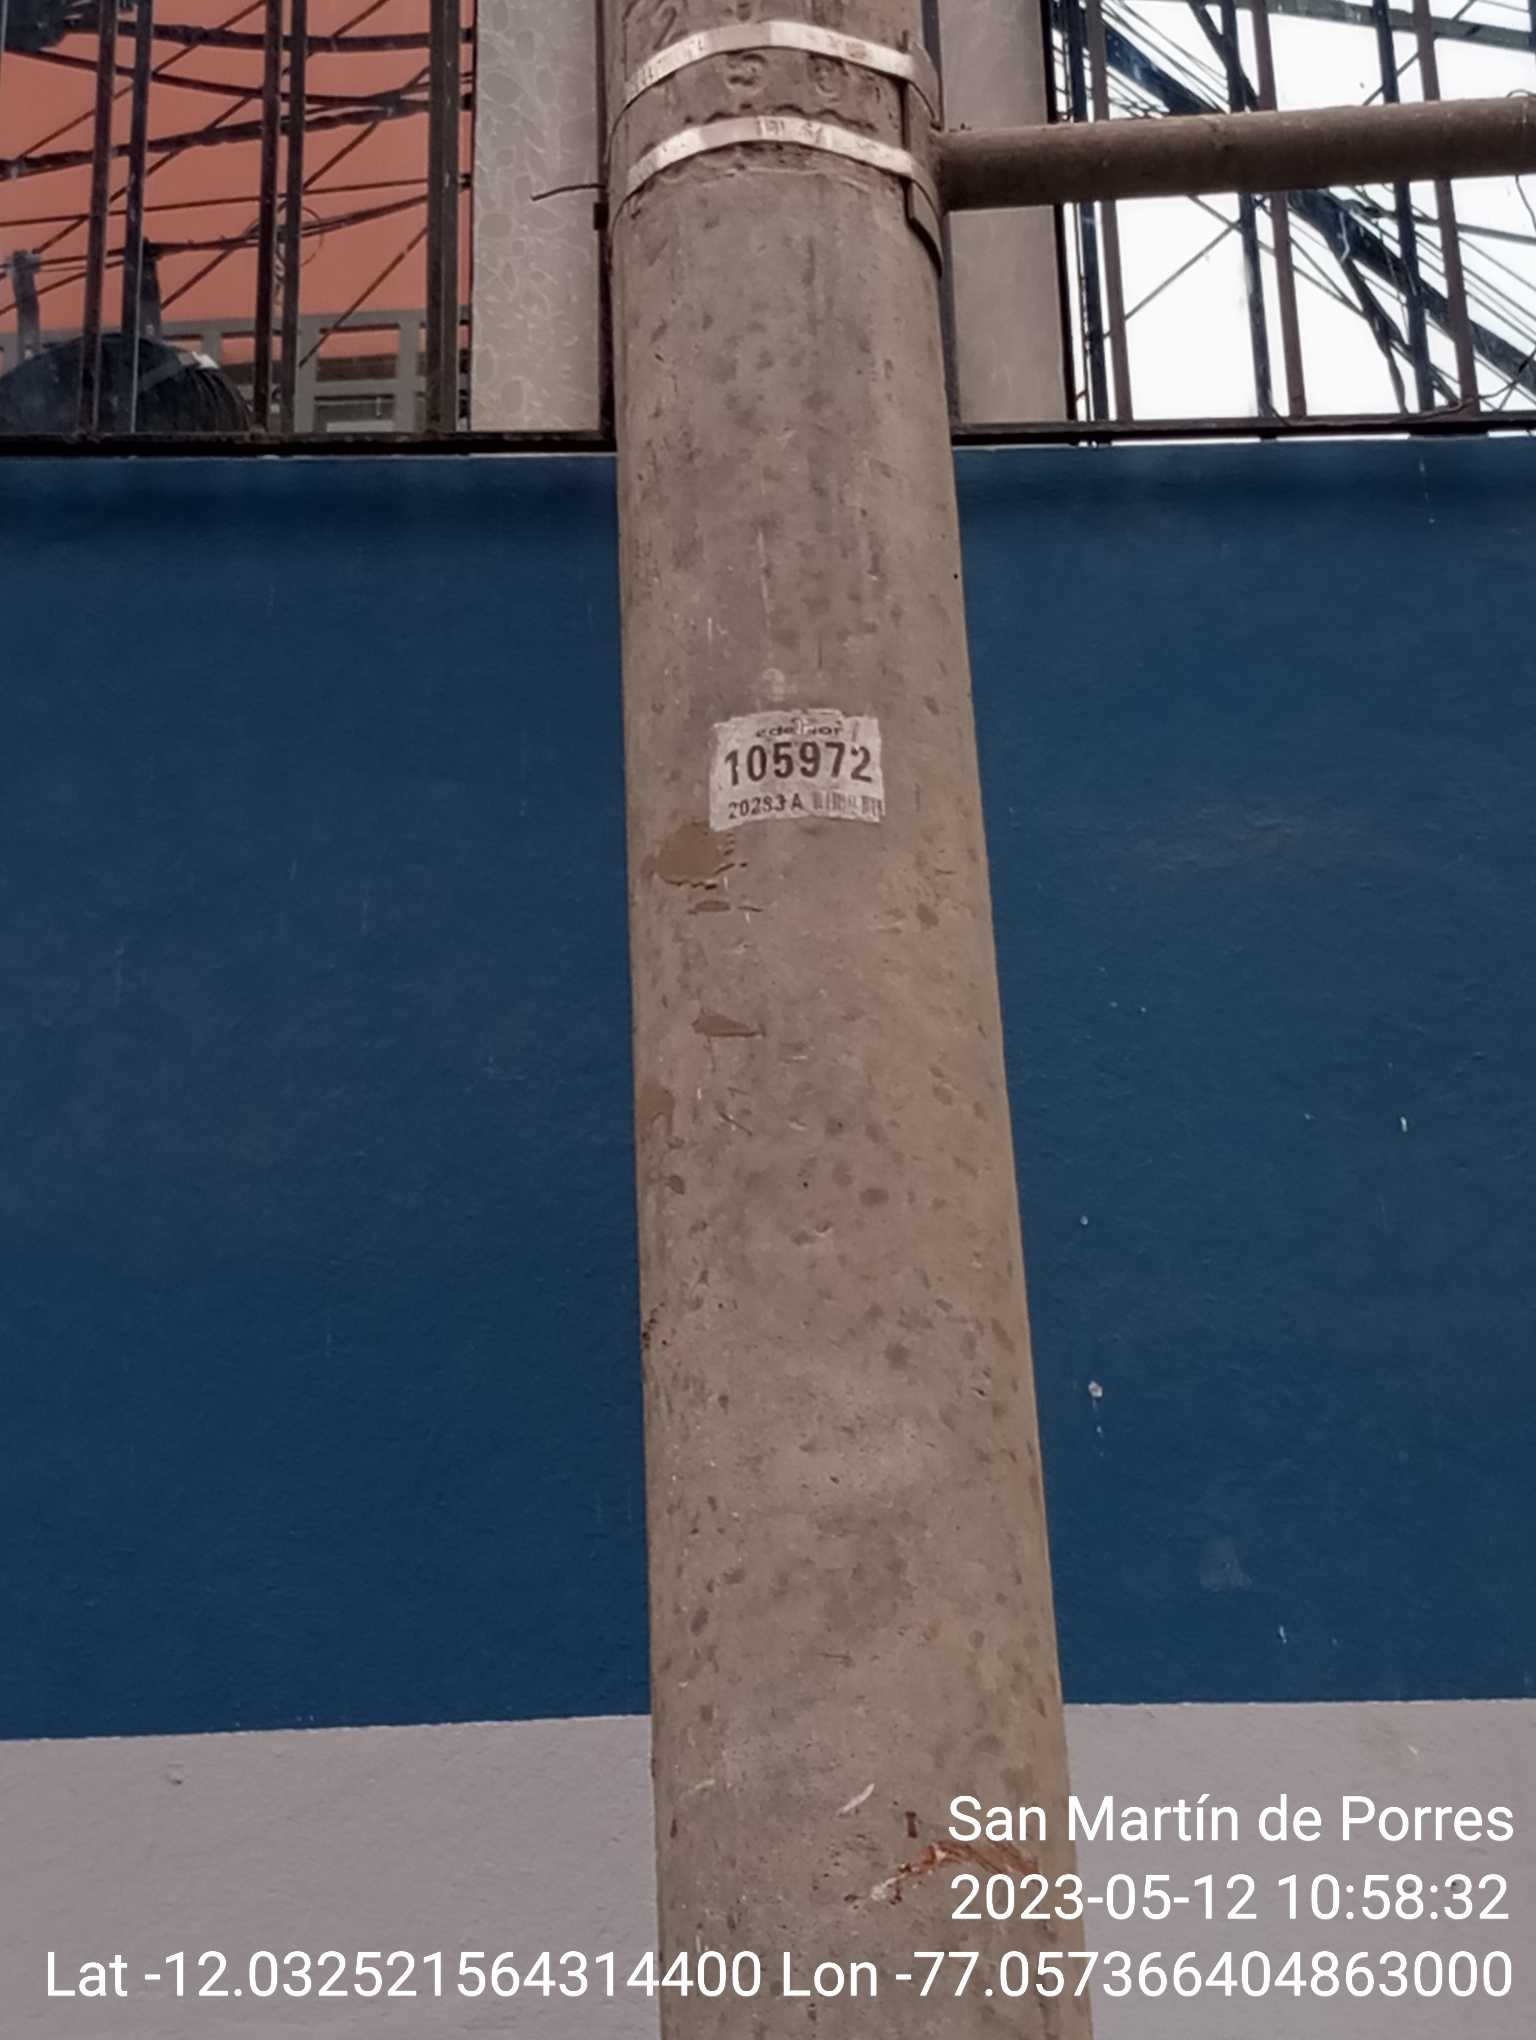 edelnor
105972
20283 A
San Martín de Porres
2023-05-12 10:58:32
Lat -12.032521564314400 Lon -77.057366404863000